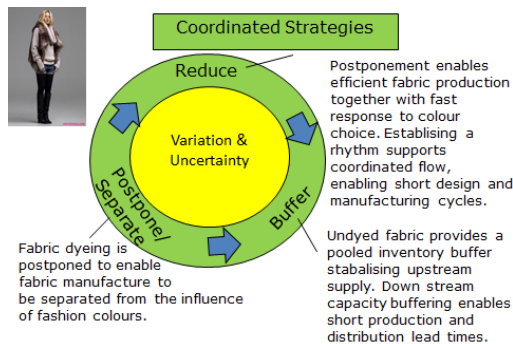 Coordinated Strategies
Reduce
Postponement enables
efficient fabric production
together with fast
response to colour
choice. Establising a
rhythm supports
coordinated flow,
enabling short design and
manufacturing cycles.
Variation &
Uncertainty
Postpone/
Separate
Buffer
Fabric dyeing is
postponed to enable
fabric manufacture to
be separated from the influence
of fashion colours.
Undyed fabric provides a
pooled inventory buffer
stabalising upstream
supply. Down stream
capacity buffering enables
short production and
distribution lead times.